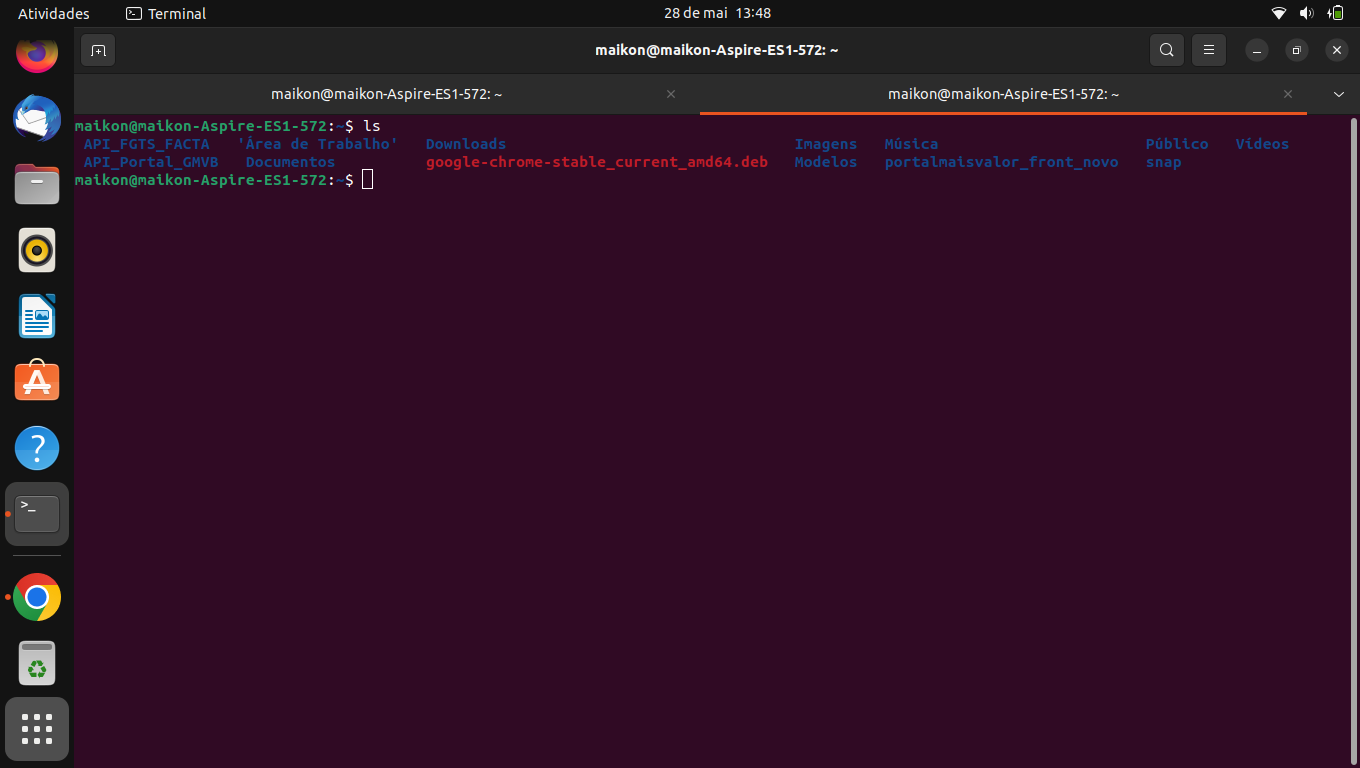 Atividades Terminal 28 de mai 13:48
maikon@maikon-Aspire-ES1-572: ~
maikon@maikon-Aspire-ES1-572: ~ maikon@maikon-Aspire-ES1-572: ~
maikon@maikon-Aspire-ES1-572:~$ ls
API_FGTS_FACTA 'Área de Trabalho' Downloads Imagens Música Público Vídeos
API_Portal_GMVB Documentos google-chrome-stable_current_amd64.deb Modelos portalmaisvalor_front_novo snap
maikon@maikon-Aspire-ES1-572:~$